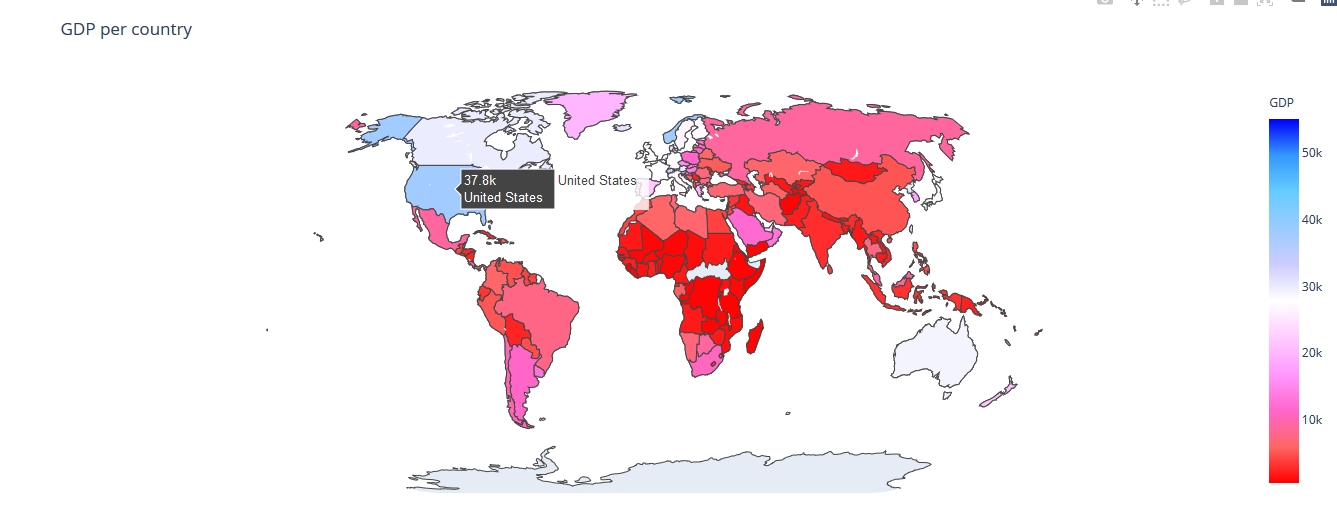 GDP per country
GDP
50k
40k
30k
20k
10k
37.8k
United States
United States